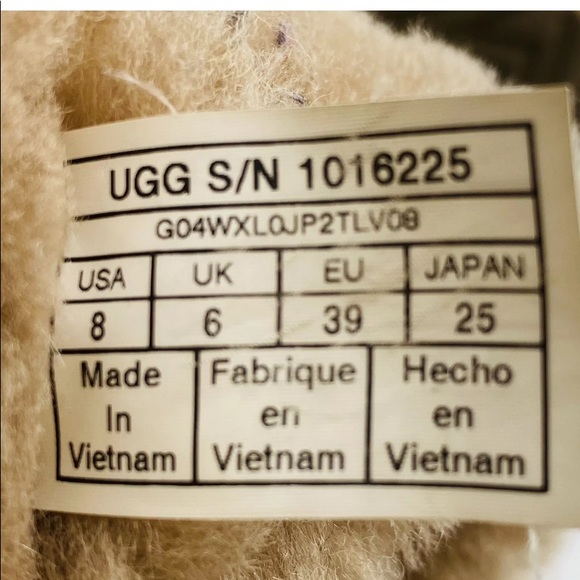 UGG S/N 1016225
G04WXL0JP2TLV08
USA UK EU JAPAN
8 6 39 25
Made Fabrique Hecho
In en en
Vietnam Vietnam Vietnam